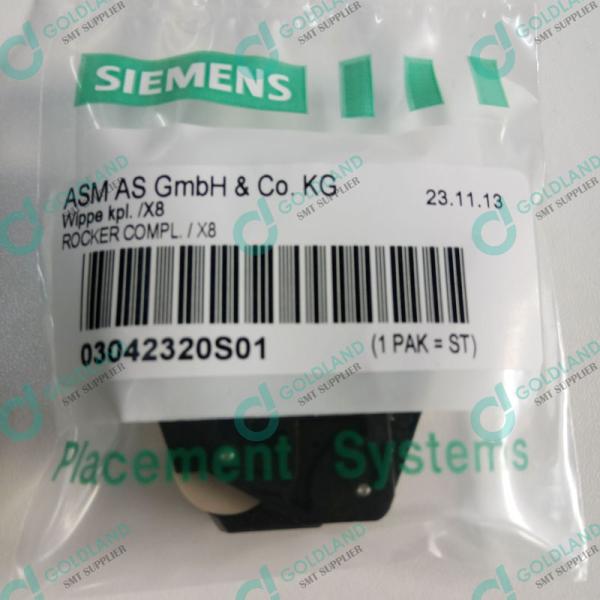 SIEMENS
ASM AS GmbH & Co. KG
23.11.13
Wippe kpl. /X8
ROCKER COMPL. / X8
03042320S01
(1 PAK = ST)
Placement Systems
GOLDLAND
SMT SUPPLIER